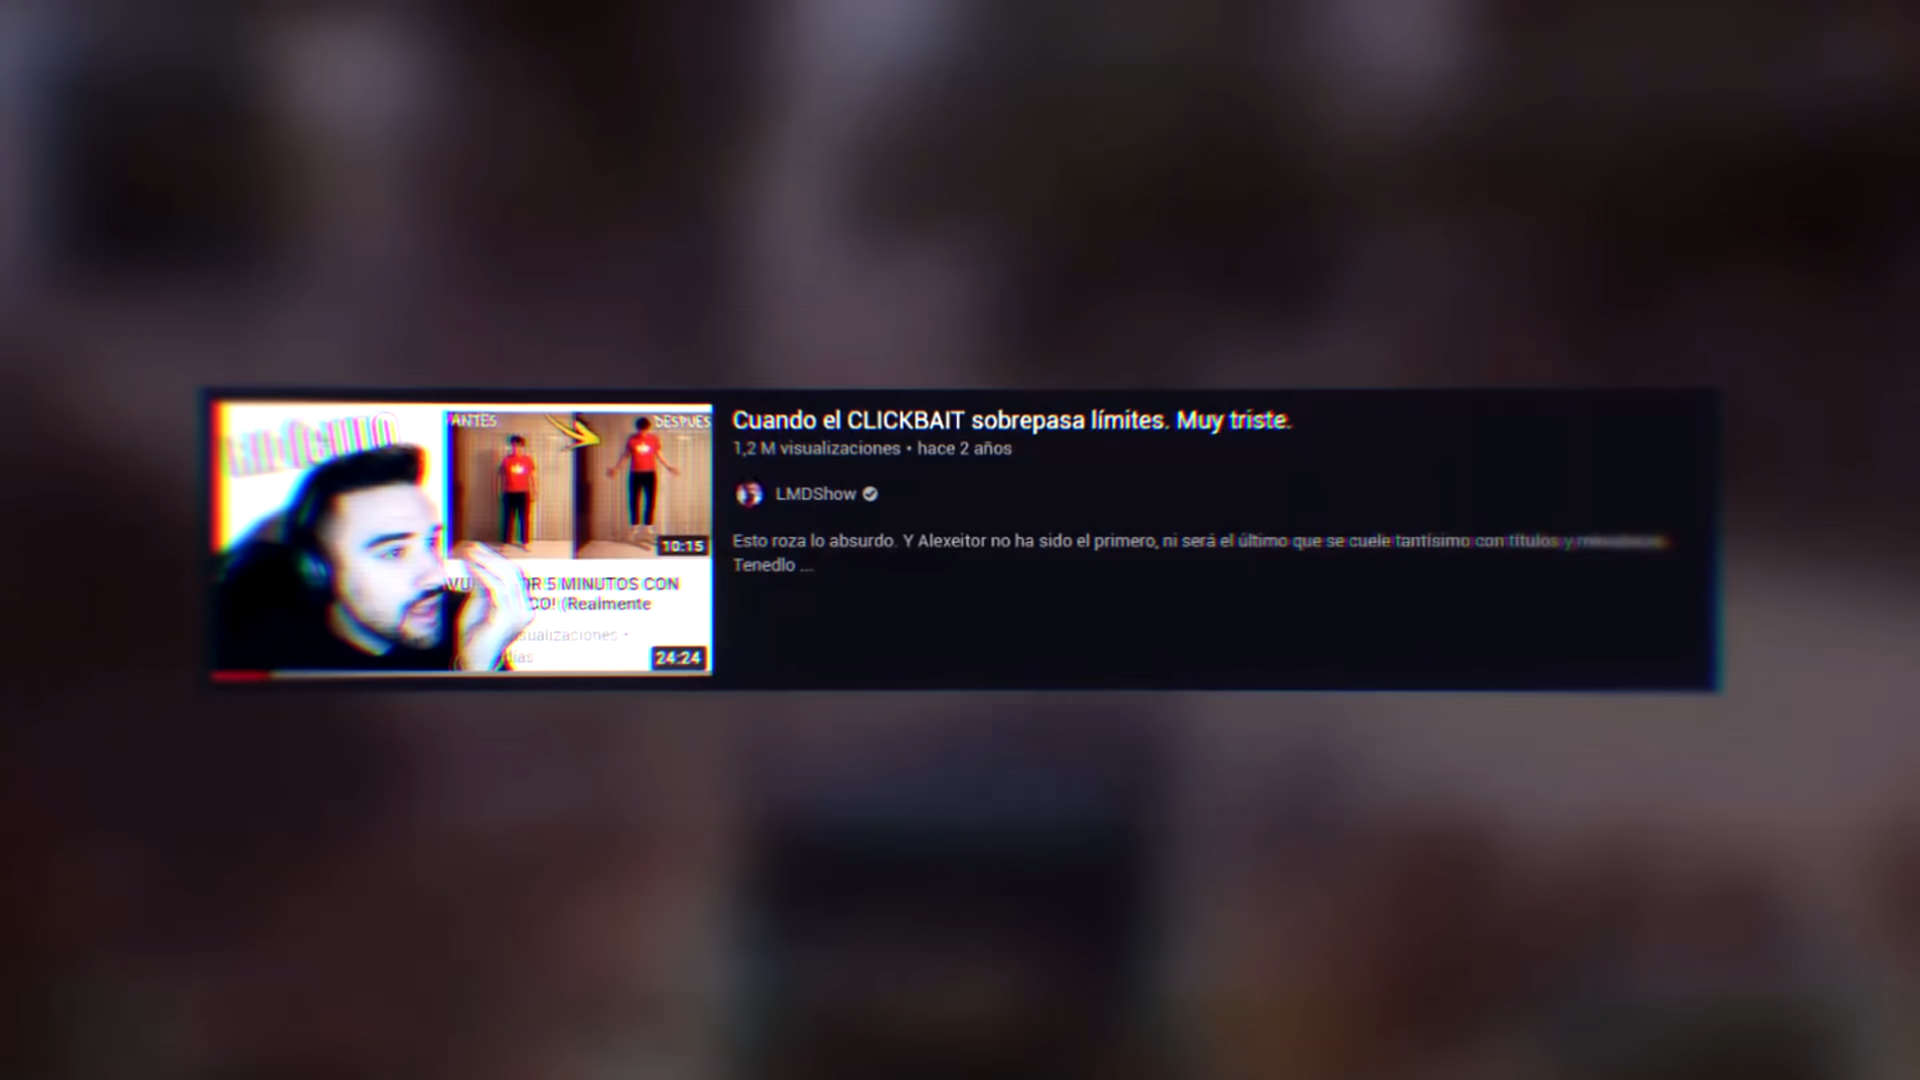 ANTES
DESPUES
10:15
5 MINUTOS CON
(Realmente
24:24
Cuando el CLICKBAIT sobrepasa límites. Muy triste.
1,2 M visualizaciones • hace 2 años
LMDShow
Esto roza lo absurdo. Y Alexeitor no ha sido el primero, ni será el último que se cuele tantísimo con títulos y
Tenedlo ...